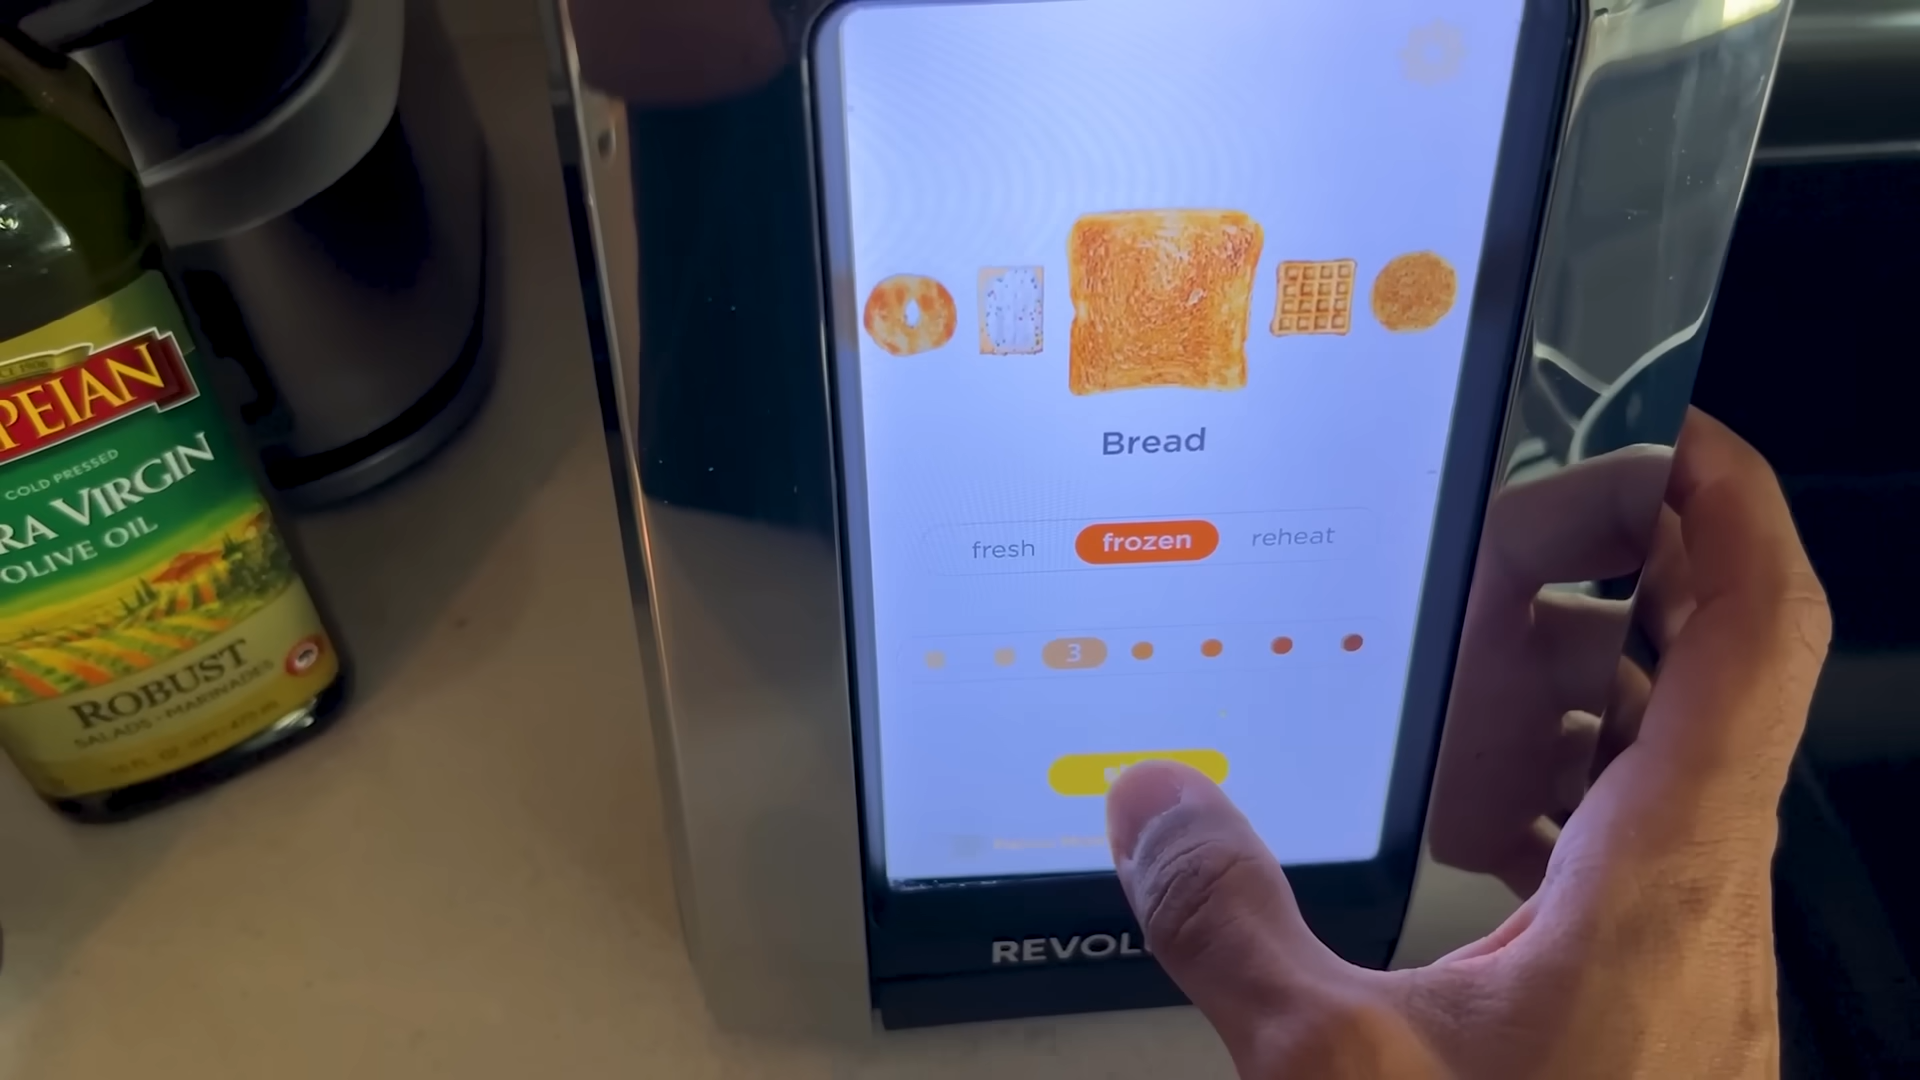 Bread
fresh frozen reheat
3
REVOL
PEIAN
COLD PRESSED
RA VIRGIN
OLIVE OIL
ROBUST
SALADS - MARINADES